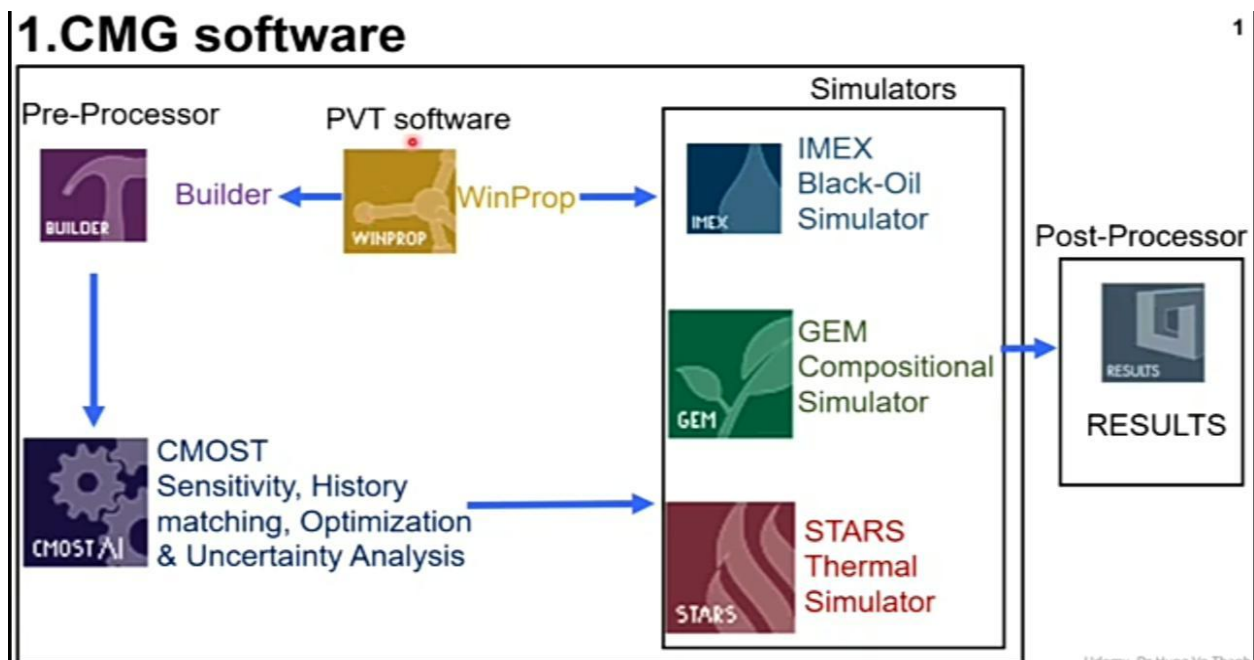 1.CMG software
1
Pre-Processor
PVT software
Simulators
BUILDER
Builder
WINPROP
WinProp
IMEX
IMEX
Black-Oil
Simulator
Post-Processor
RESULTS
RESULTS
GEM
GEM
Compositional
Simulator
CMOST AI
CMOST
Sensitivity, History
matching, Optimization
& Uncertainty Analysis
STARS
STARS
Thermal
Simulator